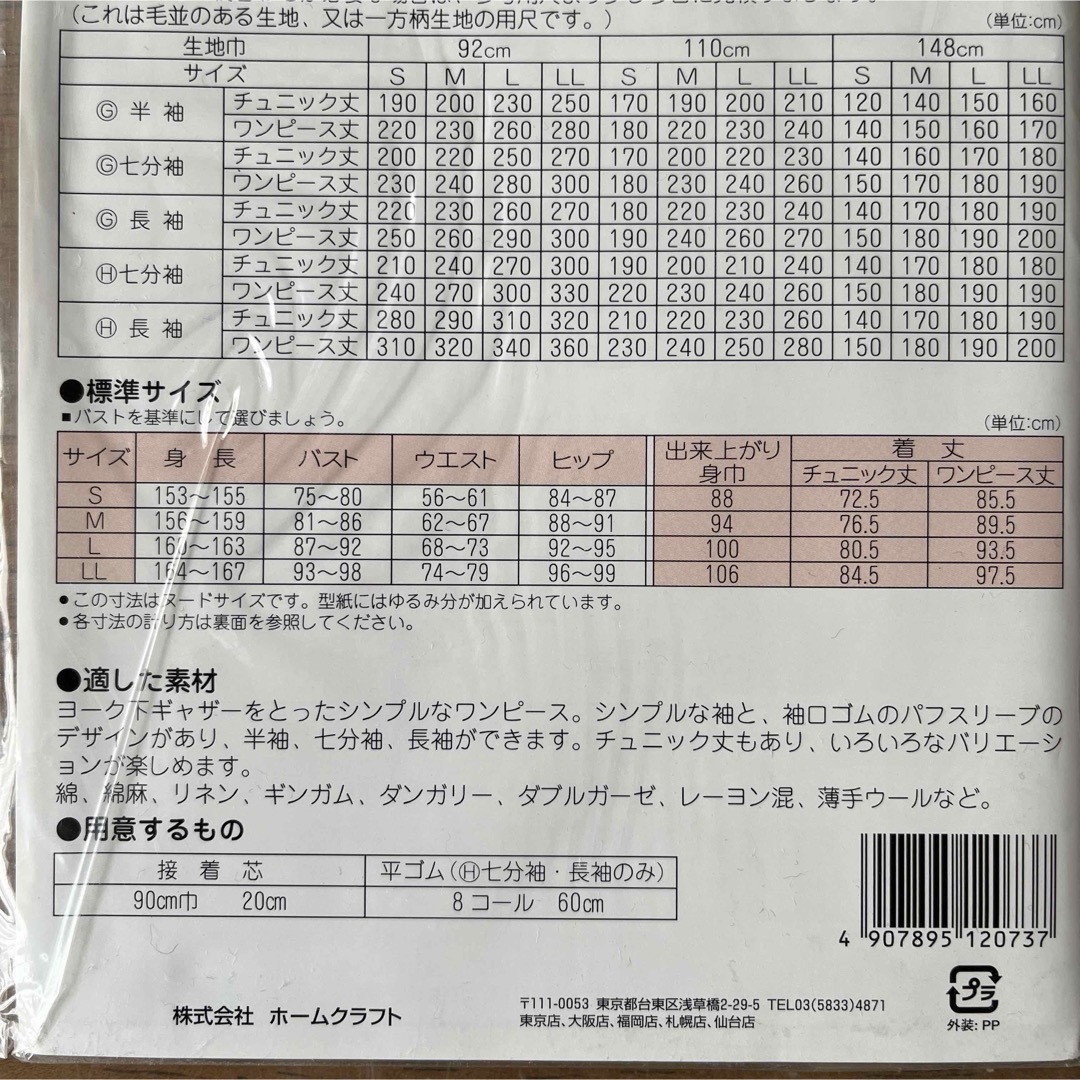 （これは毛並のある生地、又は一方柄生地の用尺です。） （単位:cm）
生地巾 92cm 110cm 148cm
サイズ S M L LL S M L LL S M L LL
Ⓖ 半 袖 チュニック丈 190 200 230 250 170 190 200 210 120 140 150 160
ワンピース丈 220 230 260 280 180 220 230 240 140 150 160 170
Ⓖ七分袖 チュニック丈 200 220 250 270 170 200 220 230 140 160 170 180
ワンピース丈 230 240 280 300 180 230 240 260 150 170 180 190
Ⓖ 長 袖 チュニック丈 220 230 260 270 180 220 230 240 140 170 180 190
ワンピース丈 250 260 290 300 190 240 260 270 150 180 190 200
Ⓗ七分袖 チュニック丈 210 240 270 300 190 200 210 240 140 170 180 180
ワンピース丈 240 270 300 330 220 230 240 260 150 180 190 190
Ⓗ 長 袖 チュニック丈 280 290 310 320 210 220 230 260 140 170 180 190
ワンピース丈 310 320 340 360 230 240 250 280 150 180 190 200
●標準サイズ
■バストを基準にして選びましょう。 （単位:cm）
サイズ 身 長 バスト ウエスト ヒップ 出来上がり身巾 着 丈
チュニック丈 ワンピース丈
S 153〜155 75〜80 56〜61 84〜87 88 72.5 85.5
M 156〜159 81〜86 62〜67 88〜91 94 76.5 89.5
L 160〜163 87〜92 68〜73 92〜95 100 80.5 93.5
LL 164〜167 93〜98 74〜79 96〜99 106 84.5 97.5
•この寸法はヌードサイズです。型紙にはゆるみ分が加えられています。
•各寸法の計り方は裏面を参照してください。
●適した素材
ヨーク下ギャザーをとったシンプルなワンピース。シンプルな袖と、袖口ゴムのパフスリーブの
デザインがあり、半袖、七分袖、長袖ができます。チュニック丈もあり、いろいろなバリエーシ
ョンが楽しめます。
綿、綿麻、リネン、ギンガム、ダンガリー、ダブルガーゼ、レーヨン混、薄手ウールなど。
●用意するもの
接 着 芯 平ゴム（Ⓗ七分袖・長袖のみ）
90cm巾 20cm 8コール 60cm
4 907895 120737
株式会社 ホームクラフト
〒111-0053 東京都台東区浅草橋2-29-5 TEL03(5833)4871
東京店、大阪店、福岡店、札幌店、仙台店
プラ
外装: PP